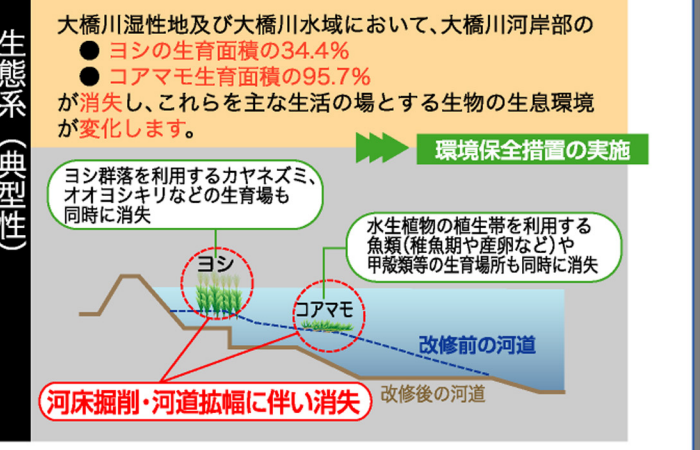 生態系（典型性）
大橋川湿性地及び大橋川水域において、大橋川河岸部の
● ヨシの生育面積の34.4%
● コアマモ生育面積の95.7%
が消失し、これらを主な生活の場とする生物の生息環境
が変化します。
環境保全措置の実施
ヨシ群落を利用するカヤネズミ、
オオヨシキリなどの生育場も
同時に消失
水生植物の植生帯を利用する
魚類（稚魚期や産卵など）や
甲殻類等の生育場所も同時に消失
ヨシ
コアマモ
改修前の河道
改修後の河道
河床掘削・河道拡幅に伴い消失